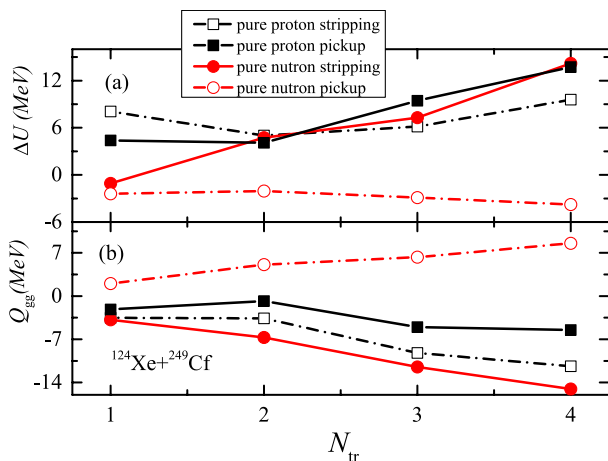 pure proton stripping
pure proton pickup
pure nutron stripping
pure nutron pickup
(a)
ΔU (MeV)
12
6
0
-6
(b)
Q_gg (MeV)
7
0
-7
-14
¹²⁴Xe+²⁴⁹Cf
1 2 3 4
N_tr